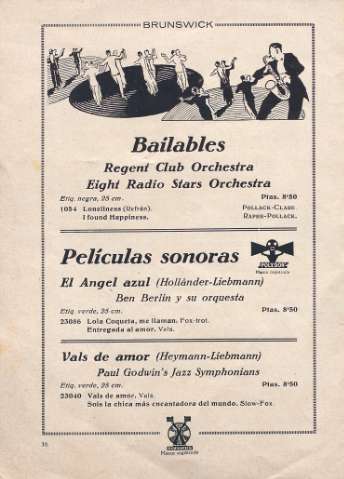 BRUNSWICK
Bailables
Regent Club Orchestra
Eight Radio Stars Orchestra
Etiq. negra, 25 cm. Ptas. 8'50
1054 Loneliness (Refrán). Pollack-Clare.
I found Happiness. Rapee-Pollack.
Películas sonoras
POLYDOR
Marca registrada
El Angel azul (Holländer-Liebmann)
Ben Berlin y su orquesta
Etiq. verde, 25 cm. Ptas. 8'50
23086 Lola Coqueta, me llaman. Fox-trot.
Entregada al amor. Vals.
Vals de amor (Heymann-Liebmann)
Paul Godwin's Jazz Symphonians
Etiq. verde, 25 cm. Ptas. 8'50
23040 Vals de amor. Vals.
Sois la chica más encantadora del mundo. Slow-Fox.
Marca registrada